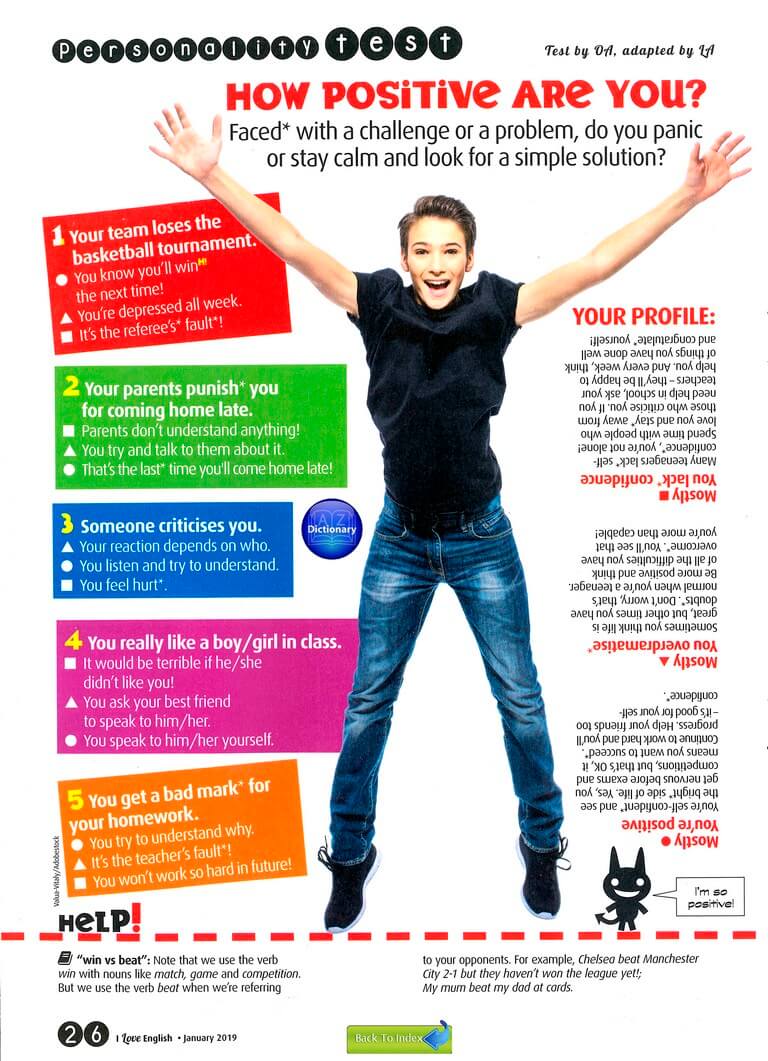 Personality test
Test by OA, adapted by LA
HOW POSITIVE ARE YOU?
Faced* with a challenge or a problem, do you panic
or stay calm and look for a simple solution?
1 Your team loses the
basketball tournament.
● You know you'll win H!
the next time!
▲ You're depressed all week.
■ It's the referee's* fault*!
2 Your parents punish* you
for coming home late.
■ Parents don't understand anything!
▲ You try and talk to them about it.
● That's the last* time you'll come home late!
3 Someone criticises you.
▲ Your reaction depends on who.
● You listen and try to understand.
■ You feel hurt*.
A-Z
Dictionary
4 You really like a boy/girl in class.
■ It would be terrible if he/she
didn't like you!
▲ You ask your best friend
to speak to him/her.
● You speak to him/her yourself.
5 You get a bad mark* for
your homework.
● You try to understand why.
▲ It's the teacher's fault*!
■ You won't work so hard in future!
Valua-Vitaly/Adobestock
YOUR PROFILE:
Mostly ●
You're positive
You're self-confident* and see
the bright* side of life. Yes, you
get nervous before exams and
competitions, but that's OK, it
means you want to succeed*.
Continue to work hard and you'll
progress. Help your friends too
– it's good for your self-
confidence*.
Mostly ▲
You overdramatise*
Sometimes you think life is
great, but other times you have
doubts*. Don't worry, that's
normal when you're a teenager.
Be more positive and think
of all the difficulties you have
overcome*. You'll see that
you're more than capable!
Mostly ■
You lack* confidence
Many teenagers lack* self-
confidence*, you're not alone!
Spend time with people who
love you and stay* away from
those who criticise you. If you
need help in school, ask your
teachers – they'll be happy to
help you. And every week, think
of things you have done well
and congratulate* yourself!
I'm so
positive!
HELP!
"win vs beat": Note that we use the verb
win with nouns like match, game and competition.
But we use the verb beat when we're referring
to your opponents. For example, Chelsea beat Manchester
City 2-1 but they haven't won the league yet!;
My mum beat my dad at cards.
26 I Love English • January 2019
Back To Index